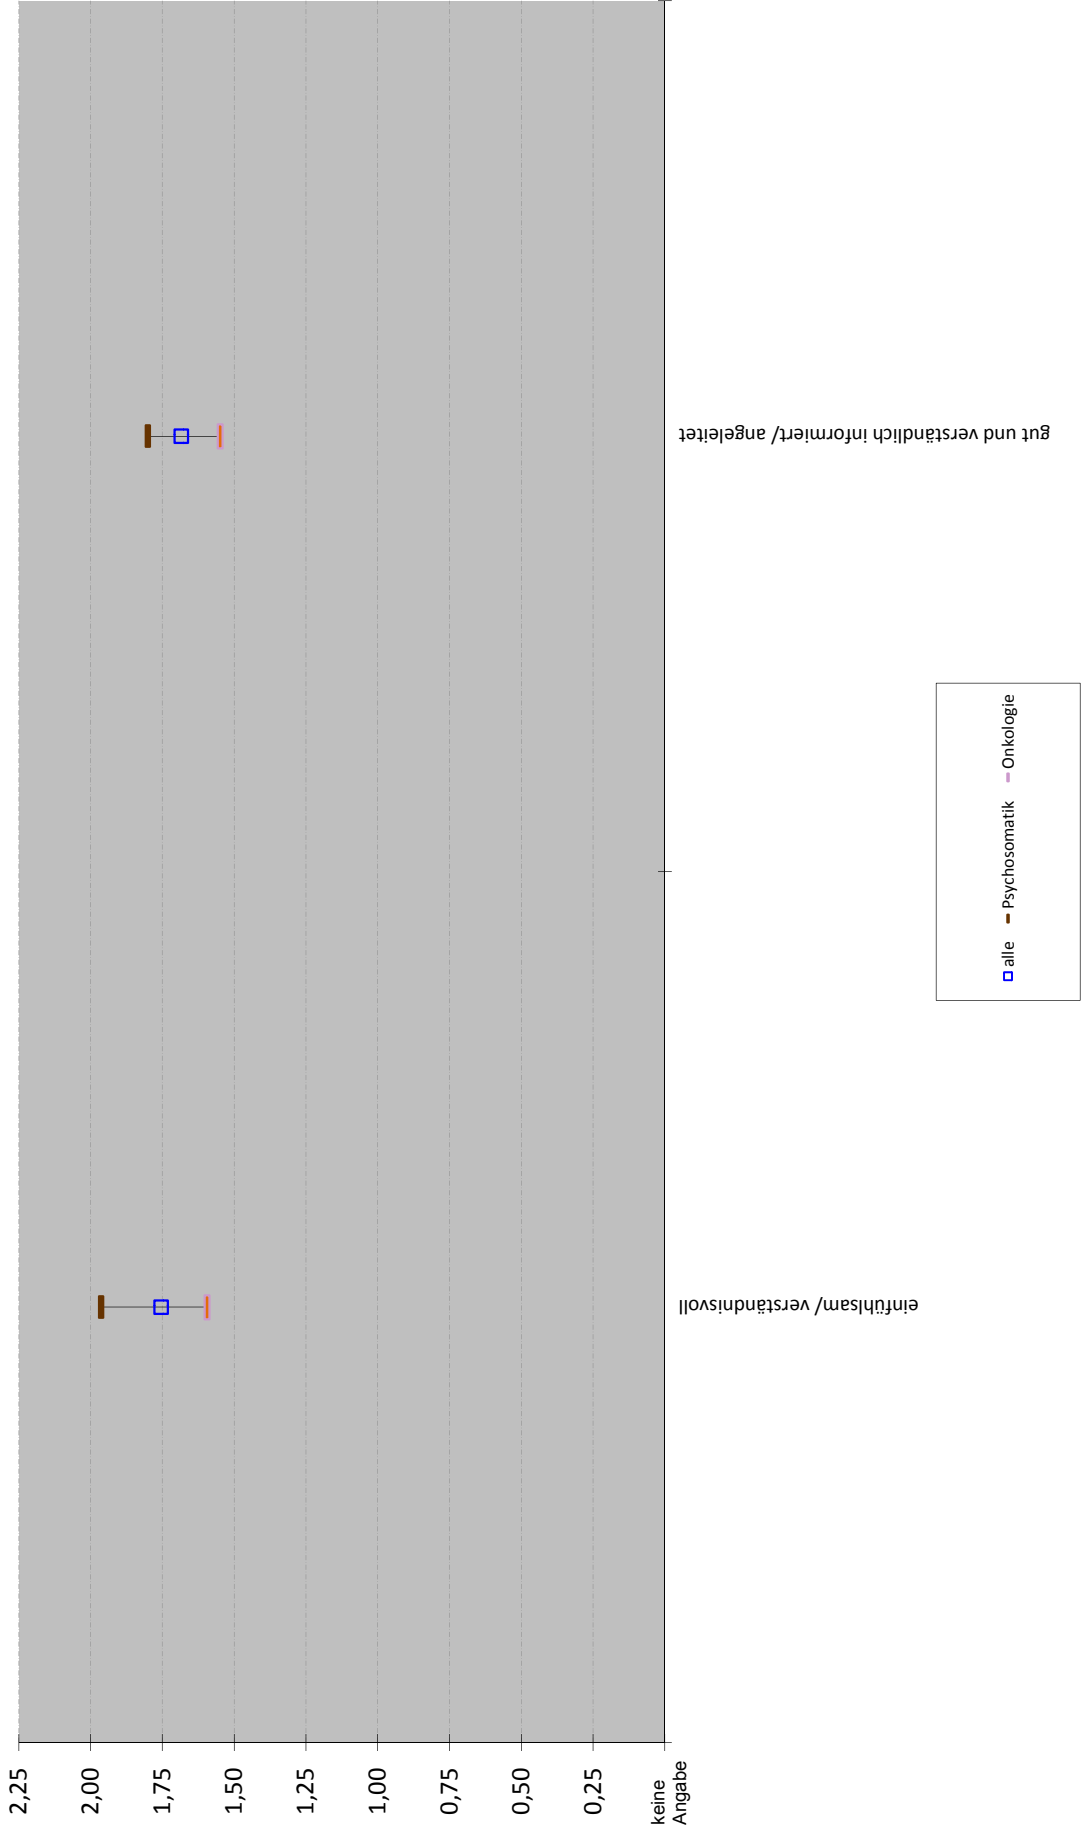 2,25
2,00
1,75
1,50
1,25
1,00
0,75
0,50
0,25
keine
Angabe
einfühlsam/ verständnisvoll
gut und verständlich informiert/ angeleitet
alle Psychosomatik Onkologie